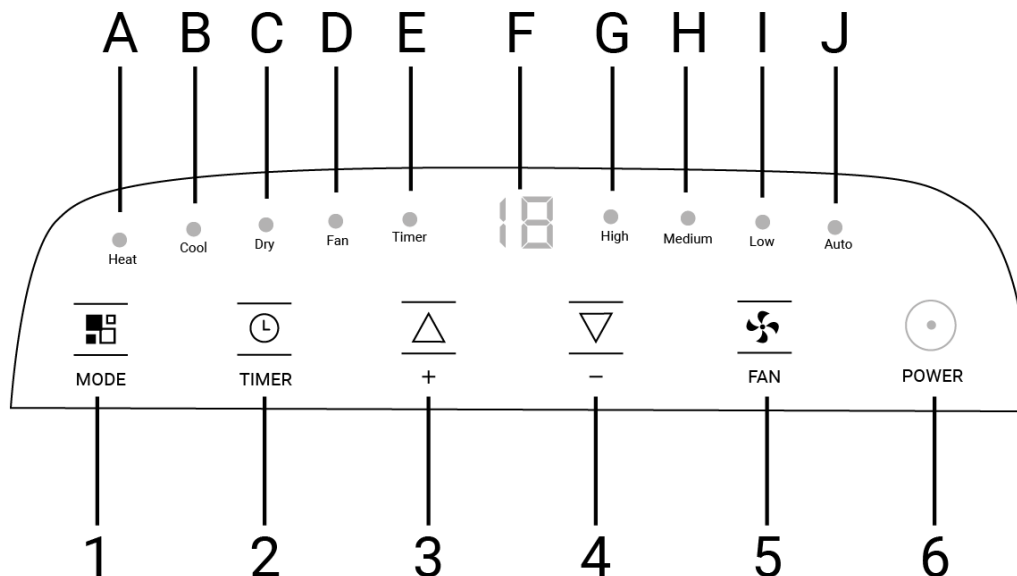 A B C D E F G H I J
Heat Cool Dry Fan Timer 18 High Medium Low Auto
MODE TIMER + − FAN POWER
1 2 3 4 5 6